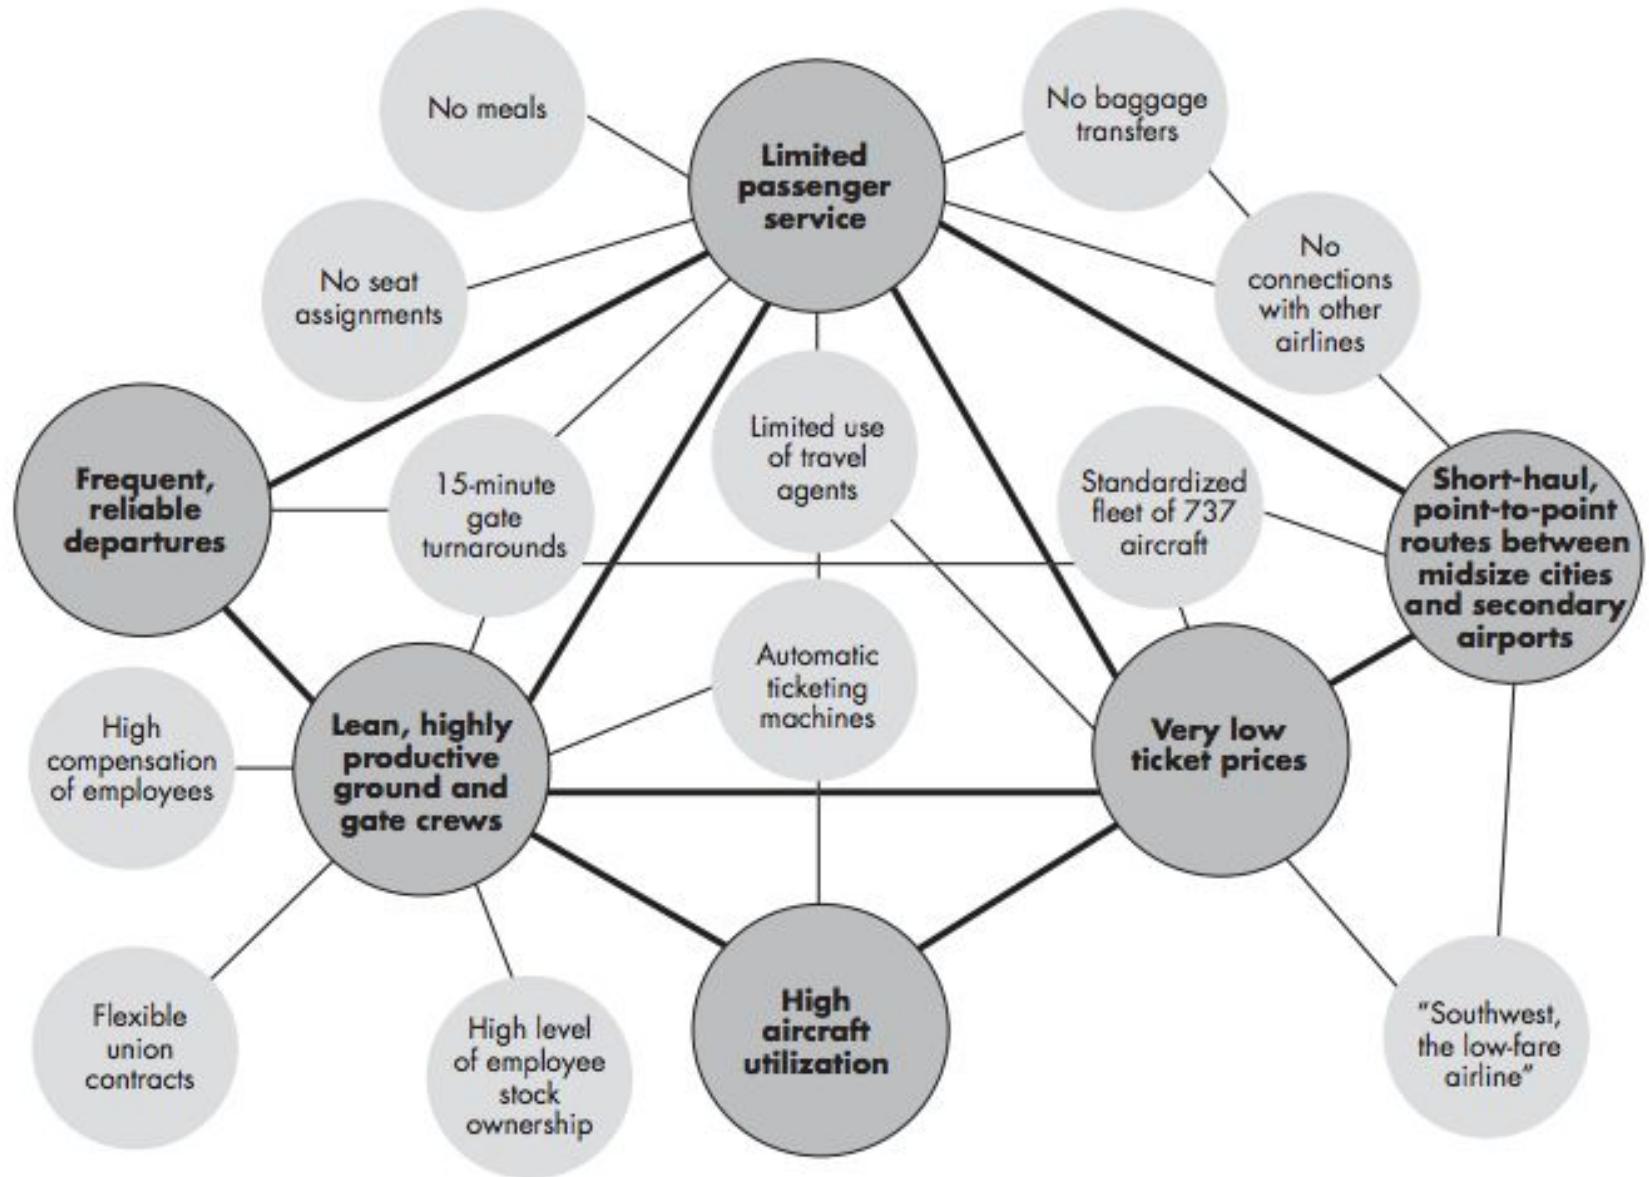 No meals
Limited
passenger
service
No baggage
transfers
No seat
assignments
No
connections
with other
airlines
Frequent,
reliable
departures
15-minute
gate
turnarounds
Limited use
of travel
agents
Standardized
fleet of 737
aircraft
Short-haul,
point-to-point
routes between
midsize cities
and secondary
airports
High
compensation
of employees
Lean, highly
productive
ground and
gate crews
Automatic
ticketing
machines
Very low
ticket prices
Flexible
union
contracts
High level
of employee
stock
ownership
High
aircraft
utilization
"Southwest,
the low-fare
airline"